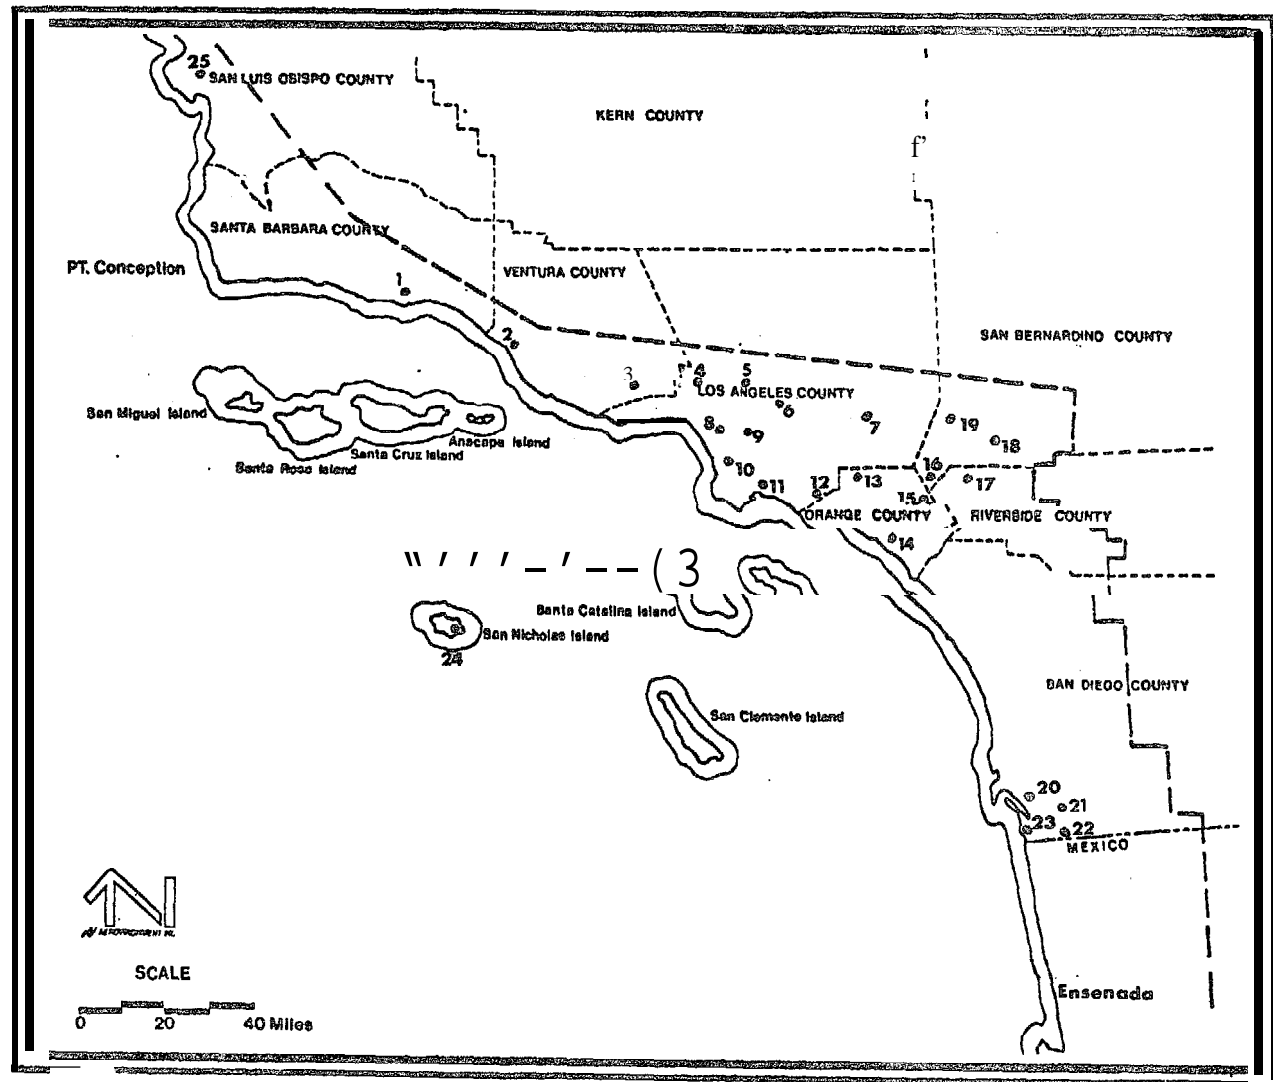 25
SAN LUIS OBISPO COUNTY
KERN COUNTY
f'
SANTA BARBARA COUNTY
PT. Conception
1
VENTURA COUNTY
2
SAN BERNARDINO COUNTY
3
4
5
LOS ANGELES COUNTY
6
7
8
9
19
18
San Miguel Island
Anacapa Island
Santa Cruz Island
Santa Rosa Island
10
11
12
13
16
17
15
ORANGE COUNTY
RIVERSIDE COUNTY
14
(3
Santa Catalina Island
San Nicholas Island
24
SAN DIEGO COUNTY
San Clemente Island
20
21
23
22
MEXICO
N
SCALE
0 20 40 Miles
Ensenada